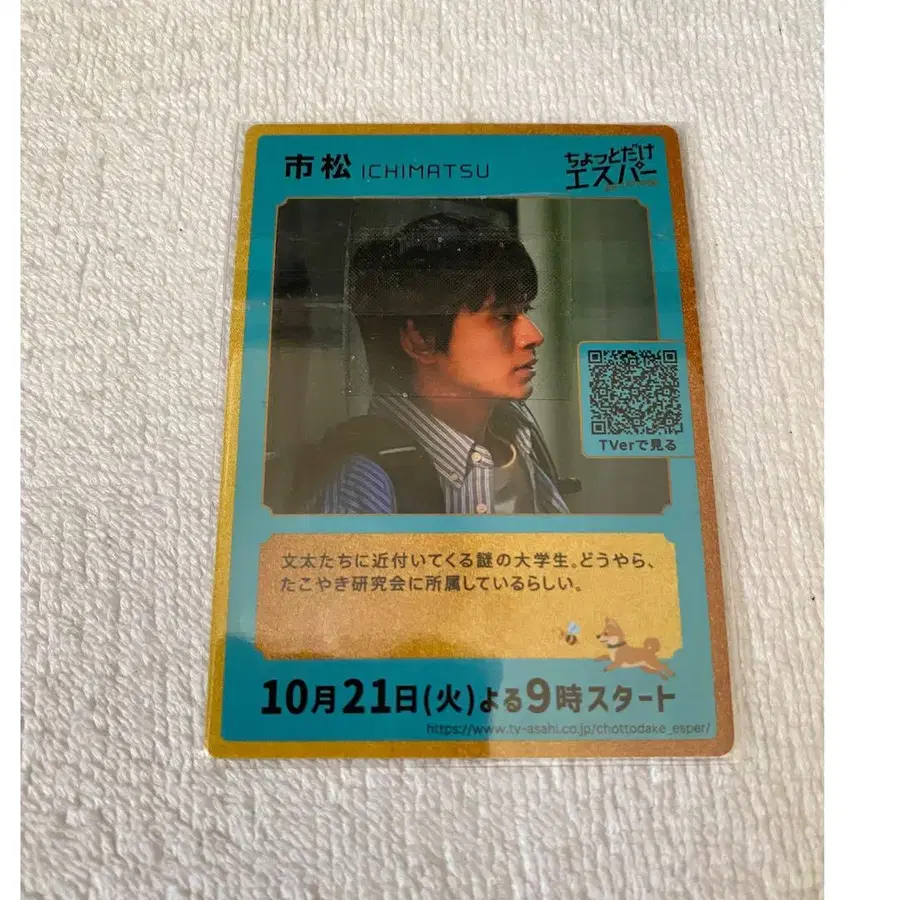 市松 ICHIMATSU
ちょっとだけ
エスパー
TVerで見る
文太たちに近付いてくる謎の大学生。どうやら、
たこやき研究会に所属しているらしい。
10月21日(火)よる9時スタート
https://www.tv-asahi.co.jp/chottodake_esper/